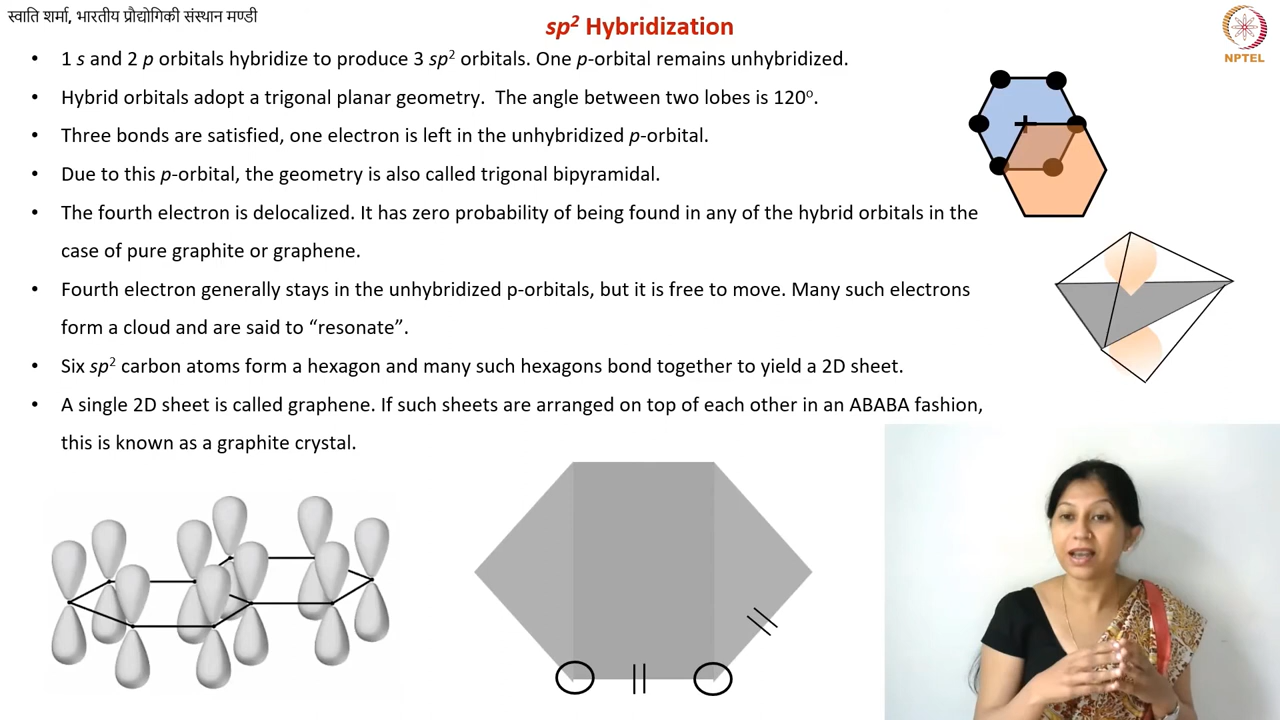 स्वाति शर्मा, भारतीय प्रौद्योगिकी संस्थान मण्डी
sp² Hybridization
NPTEL
• 1 s and 2 p orbitals hybridize to produce 3 sp² orbitals. One p-orbital remains unhybridized.
• Hybrid orbitals adopt a trigonal planar geometry. The angle between two lobes is 120°.
• Three bonds are satisfied, one electron is left in the unhybridized p-orbital.
• Due to this p-orbital, the geometry is also called trigonal bipyramidal.
• The fourth electron is delocalized. It has zero probability of being found in any of the hybrid orbitals in the
case of pure graphite or graphene.
• Fourth electron generally stays in the unhybridized p-orbitals, but it is free to move. Many such electrons
form a cloud and are said to “resonate”.
• Six sp² carbon atoms form a hexagon and many such hexagons bond together to yield a 2D sheet.
• A single 2D sheet is called graphene. If such sheets are arranged on top of each other in an ABABA fashion,
this is known as a graphite crystal.